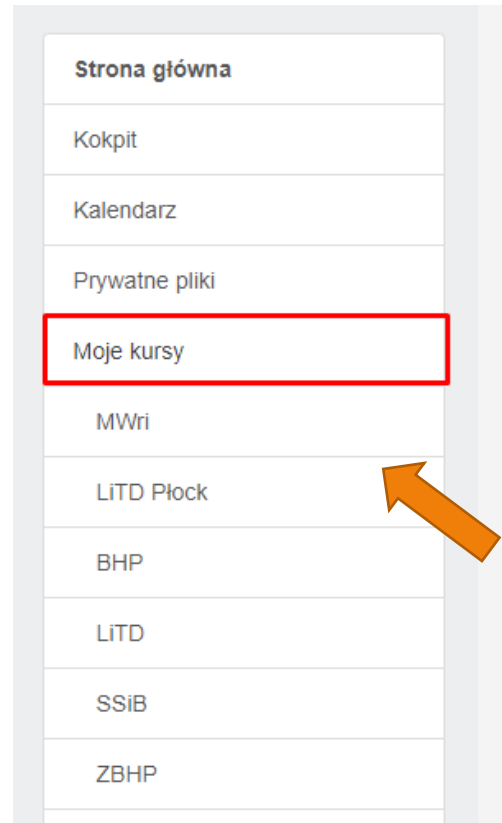 Strona główna
Kokpit
Kalendarz
Prywatne pliki
Moje kursy
MWri
LiTD Płock
BHP
LiTD
SSiB
ZBHP